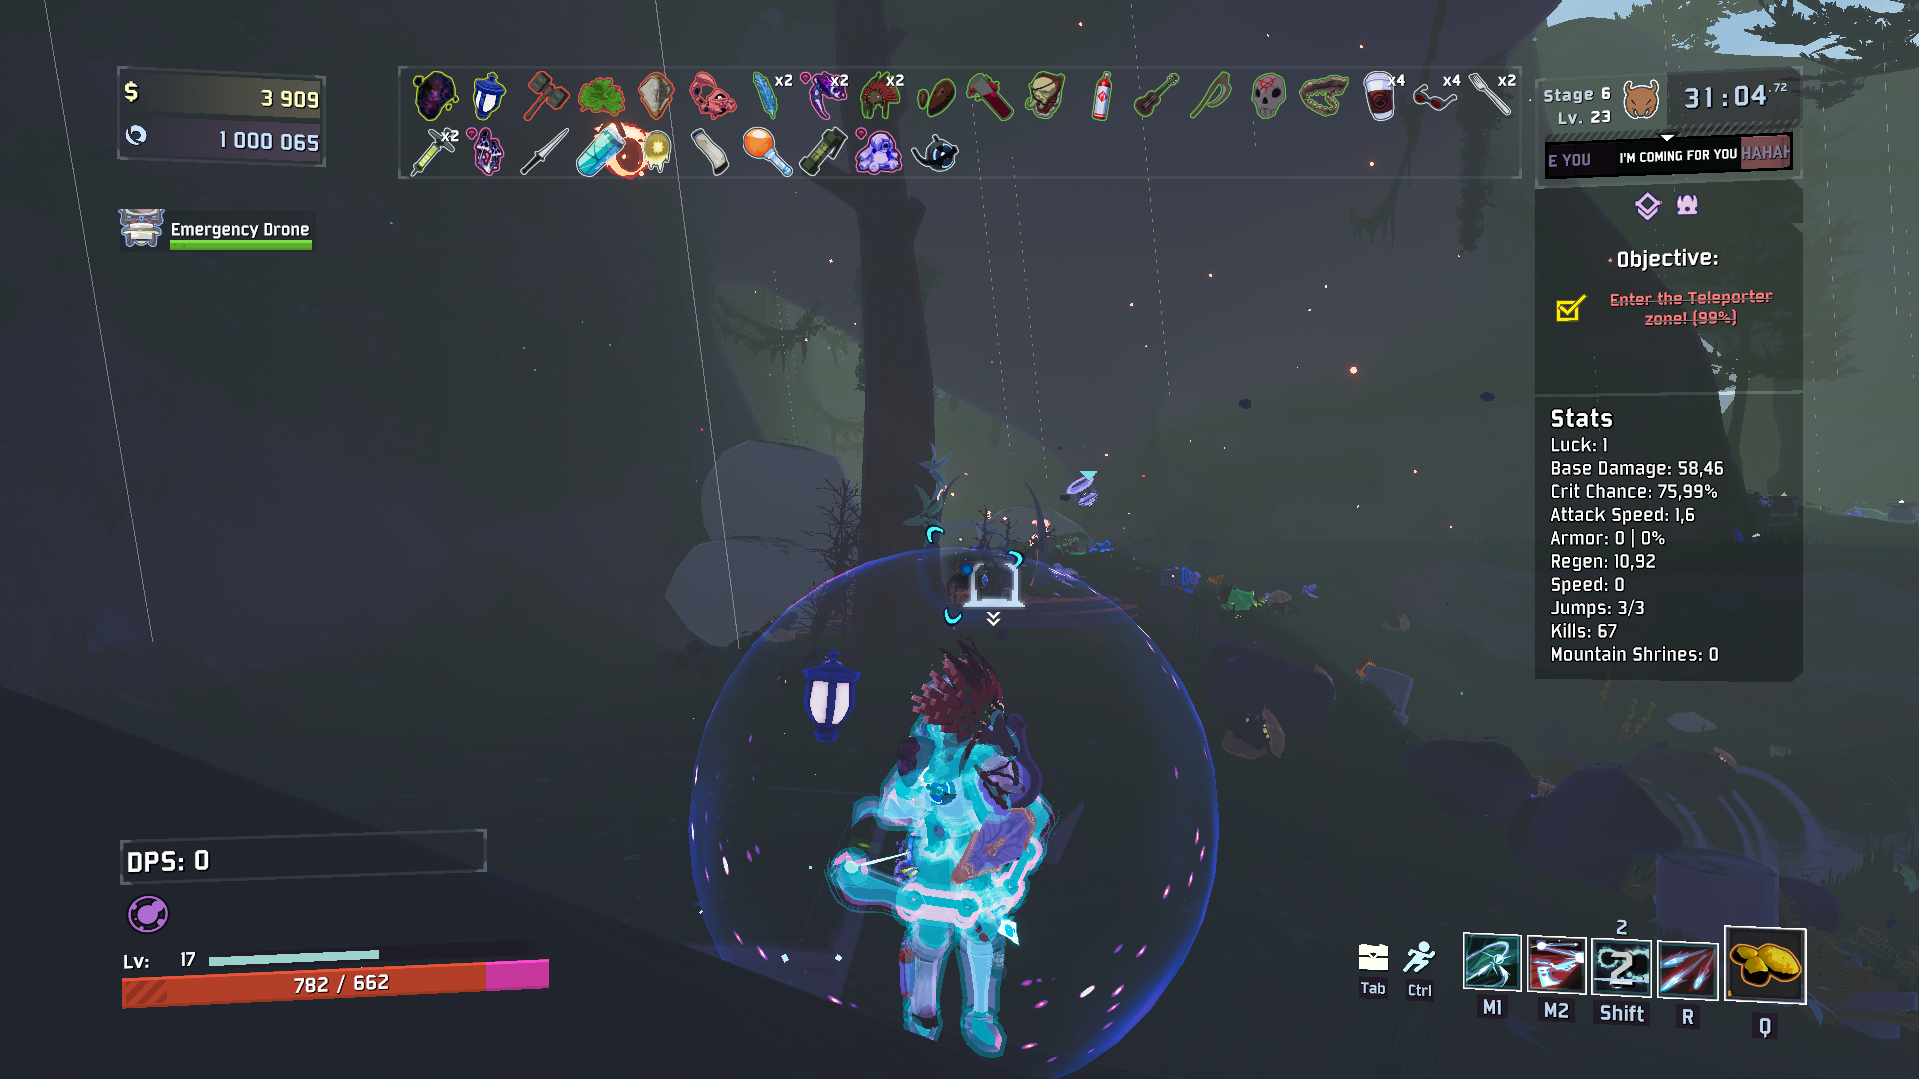 $ 3 909
1 000 065
x2
x2
x2
x4
x4
x2
x2
Stage 6
Lv. 23
31:04.72
E YOU
I'M COMING FOR YOU
HAHAH
Emergency Drone
Objective:
Enter the Teleporter
zone! (99%)
Stats
Luck: 1
Base Damage: 58,46
Crit Chance: 75,99%
Attack Speed: 1,6
Armor: 0 | 0%
Regen: 10,92
Speed: 0
Jumps: 3/3
Kills: 67
Mountain Shrines: 0
DPS: 0
Lv: 17
782 / 662
2
2
Tab
Ctrl
M1
M2
Shift
R
Q